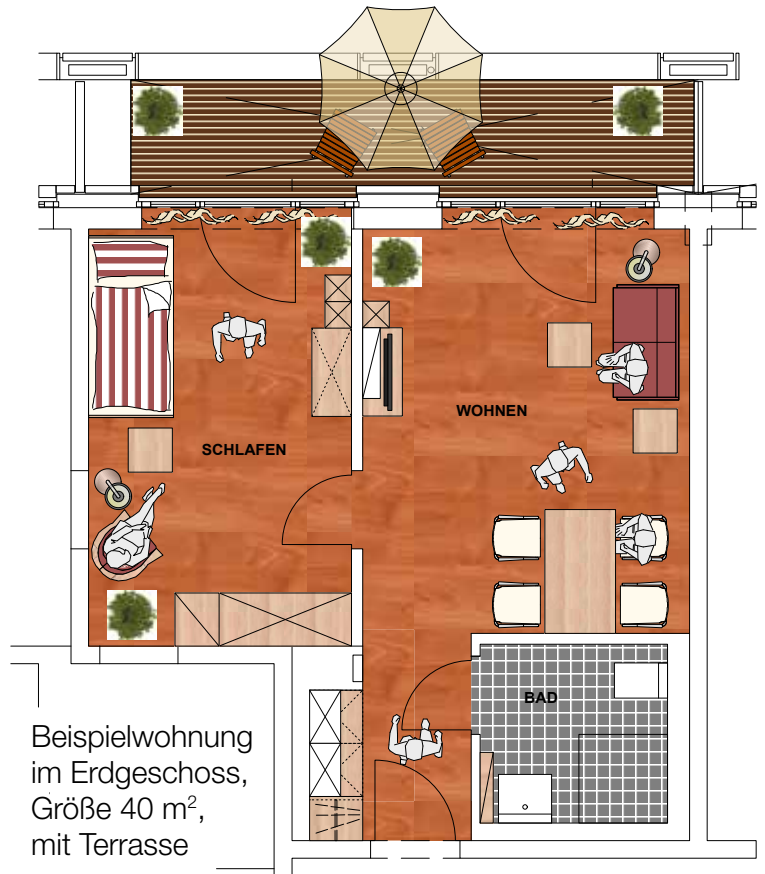 WOHNEN
SCHLAFEN
BAD
Beispielwohnung
im Erdgeschoss,
Größe 40 m²,
mit Terrasse